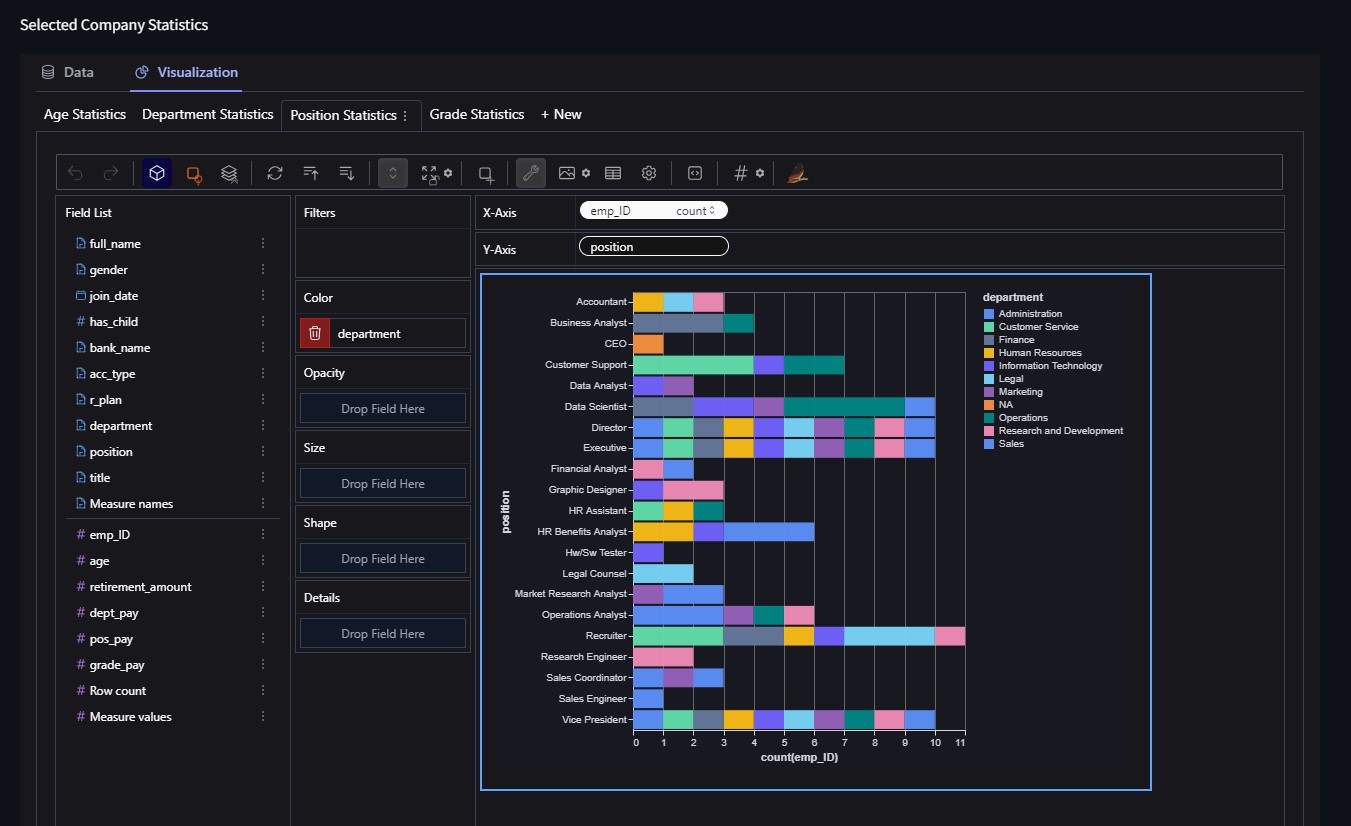 Selected Company Statistics
Data
Visualization
Age Statistics
Department Statistics
Position Statistics
Grade Statistics
+ New
Field List
full_name
gender
join_date
has_child
bank_name
acc_type
r_plan
department
position
title
Measure names
emp_ID
age
retirement_amount
dept_pay
pos_pay
grade_pay
Row count
Measure values
Filters
Color
department
Opacity
Drop Field Here
Size
Drop Field Here
Shape
Drop Field Here
Details
Drop Field Here
X-Axis
emp_ID count
Y-Axis
position
position
Accountant
Business Analyst
CEO
Customer Support
Data Analyst
Data Scientist
Director
Executive
Financial Analyst
Graphic Designer
HR Assistant
HR Benefits Analyst
Hw/Sw Tester
Legal Counsel
Market Research Analyst
Operations Analyst
Recruiter
Research Engineer
Sales Coordinator
Sales Engineer
Vice President
0 1 2 3 4 5 6 7 8 9 10 11
count(emp_ID)
department
Administration
Customer Service
Finance
Human Resources
Information Technology
Legal
Marketing
NA
Operations
Research and Development
Sales